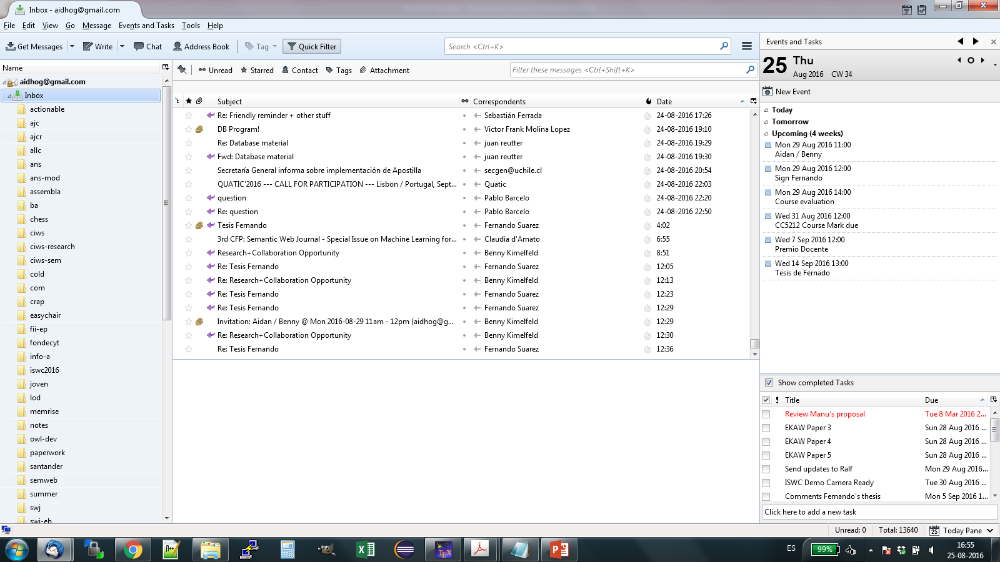 Inbox - aidhog@gmail.com
File Edit View Go Message Events and Tasks Tools Help
Get Messages Write Chat Address Book Tag Quick Filter Search <Ctrl+K>
Name
aidhog@gmail.com
Inbox
actionable
ajc
ajcr
allc
ans
ans-mod
assembla
ba
chess
ciws
ciws-research
ciws-sem
cold
com
crap
easychair
fii-ep
fondecyt
info-a
iswc2016
joven
lod
memrise
notes
owl-dev
paperwork
santander
semweb
summer
swj
swj-eb
Unread Starred Contact Tags Attachment Filter these messages <Ctrl+Shift+K>
Subject Correspondents Date
Re: Friendly reminder + other stuff Sebastián Ferrada 24-08-2016 17:26
DB Program! Victor Frank Molina Lopez 24-08-2016 19:10
Re: Database material juan reutter 24-08-2016 19:29
Fwd: Database material juan reutter 24-08-2016 19:30
Secretaría General informa sobre implementación de Apostilla secgen@uchile.cl 24-08-2016 20:54
QUATIC'2016 --- CALL FOR PARTICIPATION --- Lisbon / Portugal, Sept... Quatic 24-08-2016 22:03
question Pablo Barcelo 24-08-2016 22:20
Re: question Pablo Barcelo 24-08-2016 22:50
Tesis Fernando Fernando Suarez 4:02
3rd CFP: Semantic Web Journal - Special Issue on Machine Learning for... Claudia d'Amato 6:55
Research+Collaboration Opportunity Benny Kimelfeld 8:51
Re: Tesis Fernando Fernando Suarez 12:05
Re: Research+Collaboration Opportunity Benny Kimelfeld 12:13
Re: Tesis Fernando Fernando Suarez 12:23
Re: Tesis Fernando Fernando Suarez 12:29
Invitation: Aidan / Benny @ Mon 2016-08-29 11am - 12pm (aidhog@g... Benny Kimelfeld 12:29
Re: Research+Collaboration Opportunity Benny Kimelfeld 12:30
Re: Tesis Fernando Fernando Suarez 12:36
Events and Tasks
25 Thu
Aug 2016 CW 34
New Event
Today
Tomorrow
Upcoming (4 weeks)
Mon 29 Aug 2016 11:00
Aidan / Benny
Mon 29 Aug 2016 12:00
Sign Fernando
Mon 29 Aug 2016 14:00
Course evaluation
Wed 31 Aug 2016 12:00
CC5212 Course Mark due
Wed 7 Sep 2016 12:00
Premio Docente
Wed 14 Sep 2016 13:00
Tesis de Fernado
Show completed Tasks
! Title Due
Review Manu's proposal Tue 8 Mar 2016 2...
EKAW Paper 3 Sun 28 Aug 2016 ...
EKAW Paper 4 Sun 28 Aug 2016 ...
EKAW Paper 5 Sun 28 Aug 2016 ...
Send updates to Ralf Mon 29 Aug 2016...
ISWC Demo Camera Ready Tue 30 Aug 2016 ...
Comments Fernando's thesis Mon 5 Sep 2016 1...
Click here to add a new task
Unread: 0 Total: 13640 25 Today Pane
ES 99% 16:55
25-08-2016